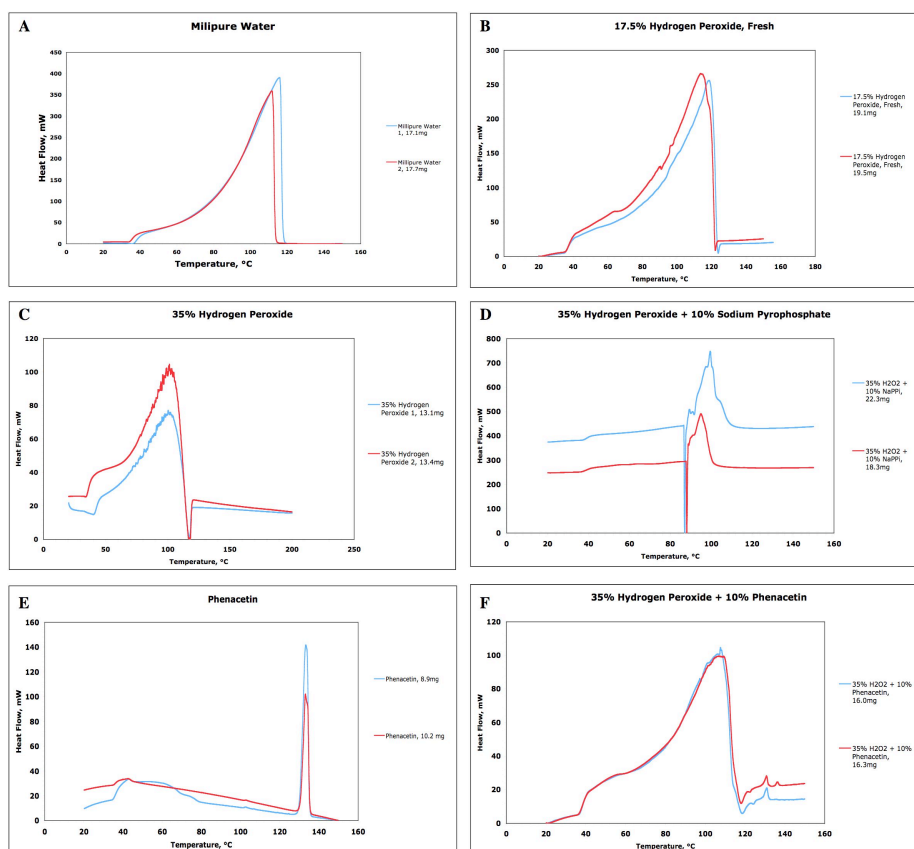 A
Milipure Water
450
400
350
300
250
200
150
100
50
0
Heat Flow, mW
0 20 40 60 80 100 120 140 160
Temperature, °C
Millipure Water
1, 17.1mg
Millipure Water
2, 17.7mg
B
17.5% Hydrogen Peroxide, Fresh
300
250
200
150
100
50
0
Heat Flow, mW
0 20 40 60 80 100 120 140 160 180
Temperature, °C
17.5% Hydrogen
Peroxide, Fresh,
19.1mg
17.5% Hydrogen
Peroxide, Fresh,
19.5mg
C
35% Hydrogen Peroxide
120
100
80
60
40
20
0
Heat Flow, mW
0 50 100 150 200 250
Temperature, °C
35% Hydrogen
Peroxide 1, 13.1mg
35% Hydrogen
Peroxide 2, 13.4mg
D
35% Hydrogen Peroxide + 10% Sodium Pyrophosphate
800
700
600
500
400
300
200
100
0
Heat Flow, mW
0 20 40 60 80 100 120 140 160
Temperature, °C
35% H2O2 +
10% NaPPi,
22.3mg
35% H2O2 +
10% NaPPi,
18.3mg
E
Phenacetin
160
140
120
100
80
60
40
20
0
Heat Flow, mW
0 20 40 60 80 100 120 140 160
Temperature, °C
Phenacetin, 8.9mg
Phenacetin, 10.2 mg
F
35% Hydrogen Peroxide + 10% Phenacetin
120
100
80
60
40
20
0
Heat Flow, mW
0 20 40 60 80 100 120 140 160
Temperature, °C
35% H2O2 + 10%
Phenacetin,
16.0mg
35% H2O2 + 10%
Phenacetin,
16.3mg